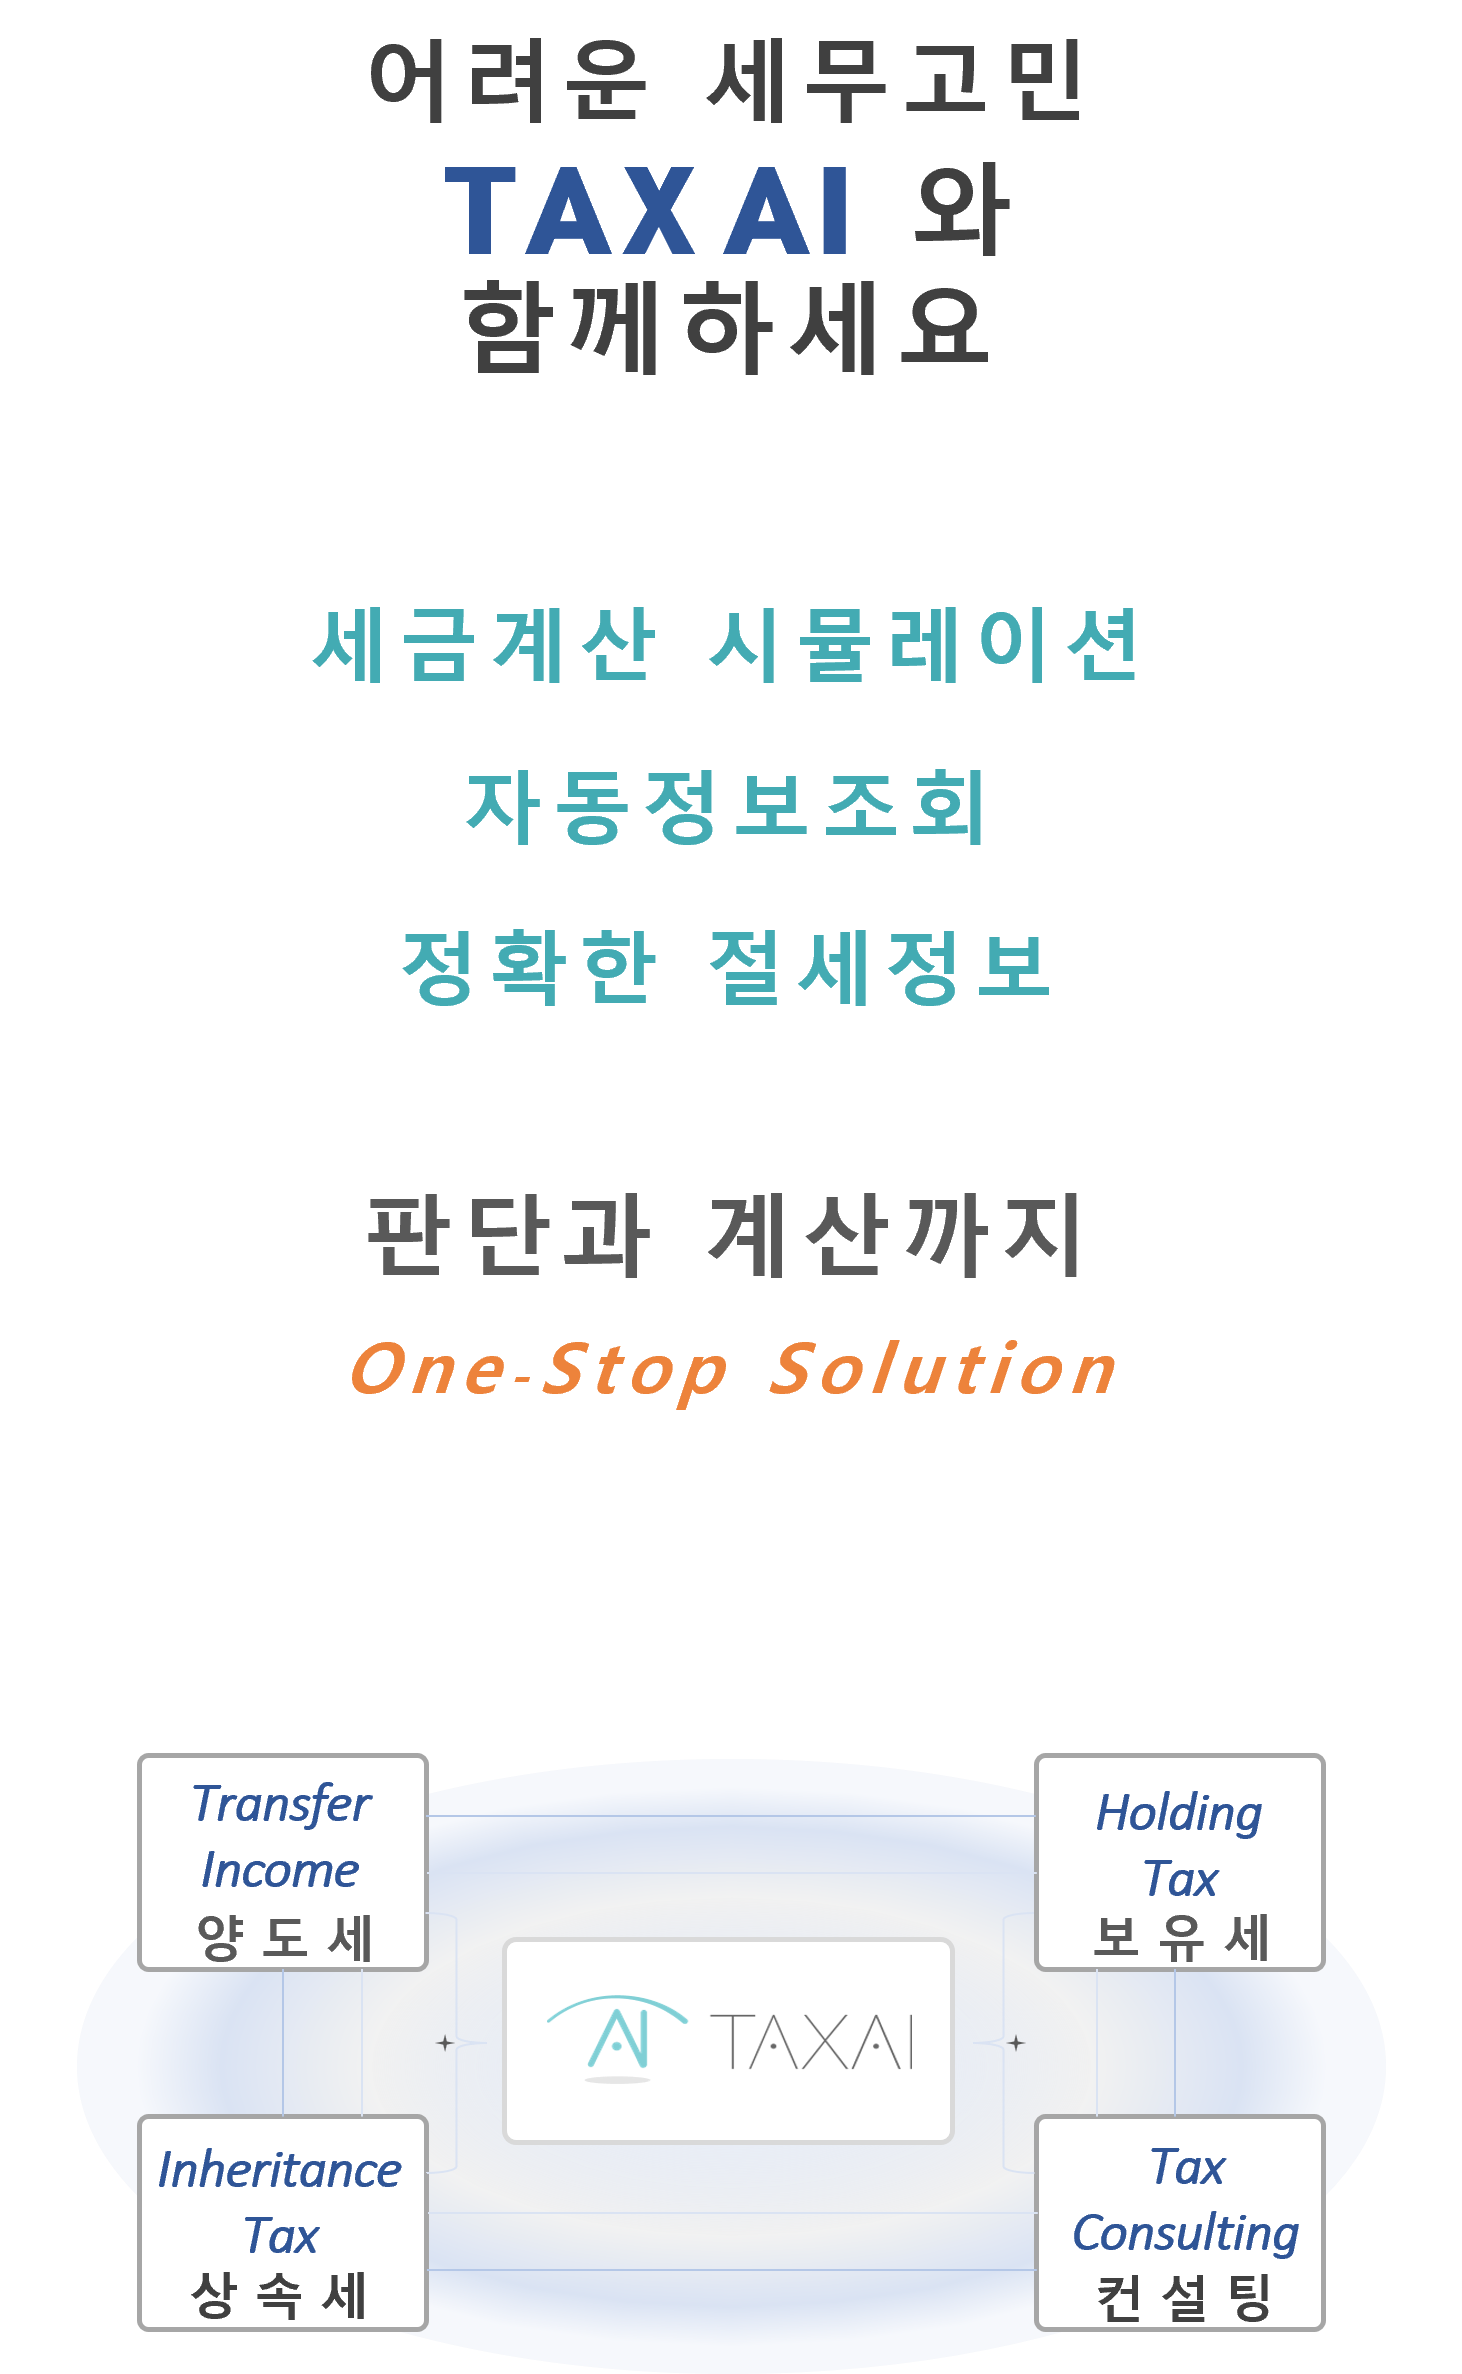 어려운 세무고민
TAX AI 와
함께하세요
세금계산 시뮬레이션
자동정보조회
정확한 절세정보
판단과 계산까지
One-Stop Solution
Transfer
Income
양도세
Holding
Tax
보유세
AI TAXAI
Inheritance
Tax
상속세
Tax
Consulting
컨설팅